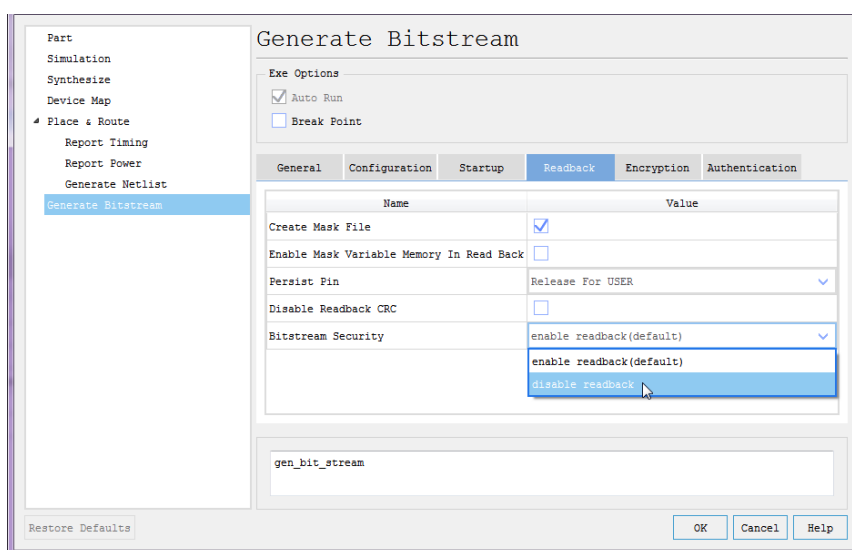 Part
Simulation
Synthesize
Device Map
Place & Route
Report Timing
Report Power
Generate Netlist
Generate Bitstream
Generate Bitstream
Exe Options
Auto Run
Break Point
General Configuration Startup Readback Encryption Authentication
Name Value
Create Mask File
Enable Mask Variable Memory In Read Back
Persist Pin Release For USER
Disable Readback CRC
Bitstream Security enable readback(default)
enable readback(default)
disable readback
gen_bit_stream
Restore Defaults OK Cancel Help